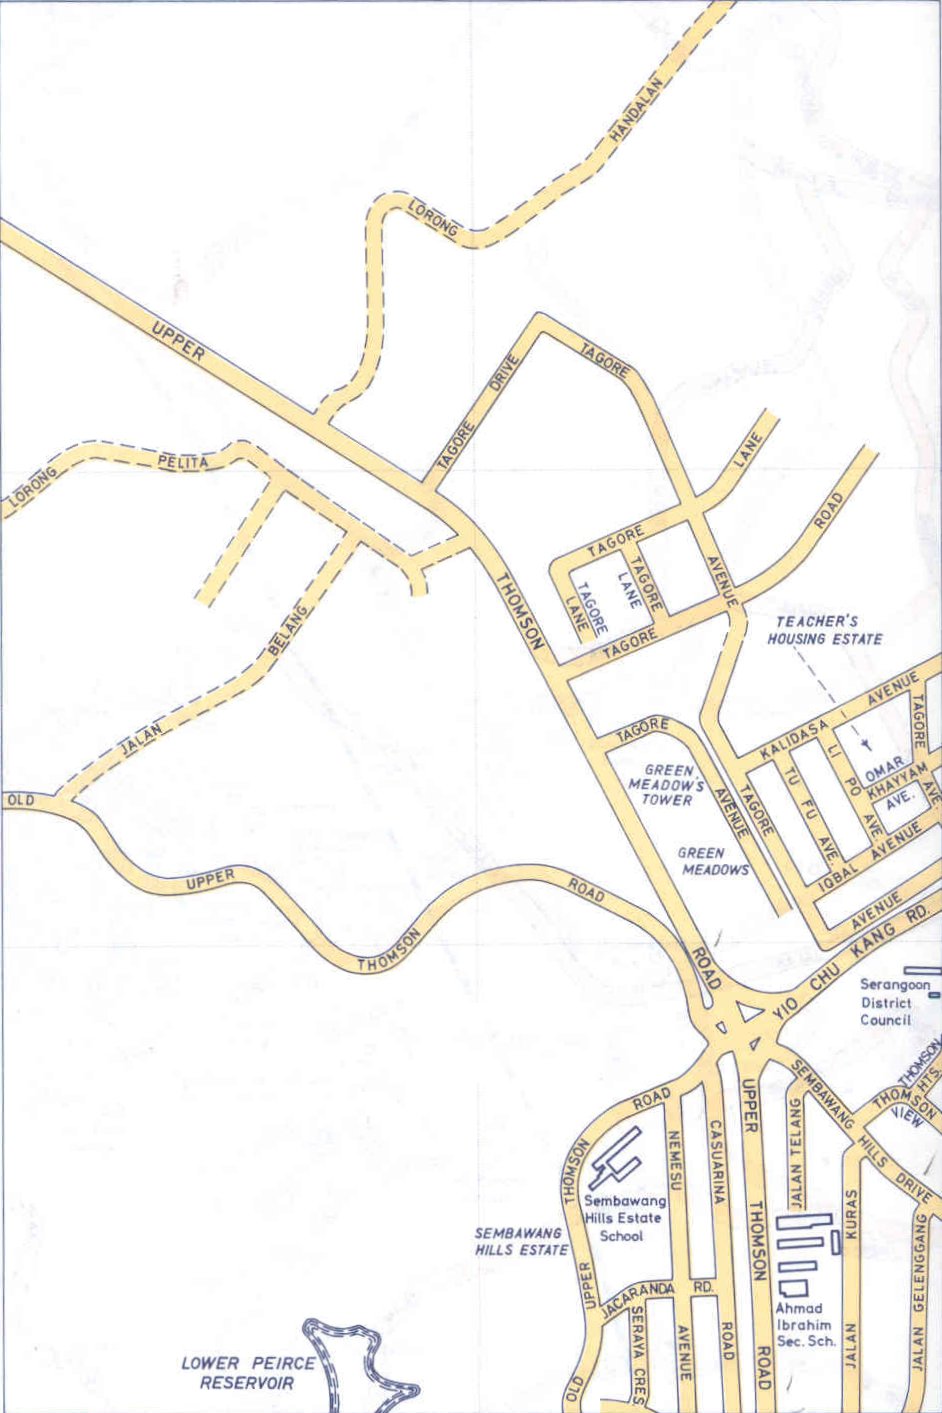 LORONG HANDALAN
UPPER THOMSON ROAD
TAGORE DRIVE
TAGORE AVENUE
TAGORE LANE
TAGORE LANE
TAGORE LANE
TAGORE ROAD
LORONG PELITA
JALAN BELANG
TEACHER'S
HOUSING ESTATE
TAGORE AVENUE
TAGORE AVENUE
KALIDASA AVENUE
TAGORE AVE.
LI PO AVE.
TU FU AVE.
OMAR
KHAYYAM
AVE.
IQBAL AVENUE
GREEN
MEADOW'S
TOWER
GREEN
MEADOWS
OLD UPPER THOMSON ROAD
YIO CHU KANG RD.
Serangoon
District
Council
THOMSON HTS.
THOMSON
VIEW
SEMBAWANG HILLS DRIVE
JALAN TELANG
JALAN KURAS
JALAN GELENGGANG
UPPER THOMSON ROAD
CASUARINA ROAD
NEMESU AVENUE
OLD UPPER THOMSON ROAD
Sembawang
Hills Estate
School
SEMBAWANG
HILLS ESTATE
JACARANDA RD.
SERAYA CRES
Ahmad
Ibrahim
Sec. Sch.
LOWER PEIRCE
RESERVOIR